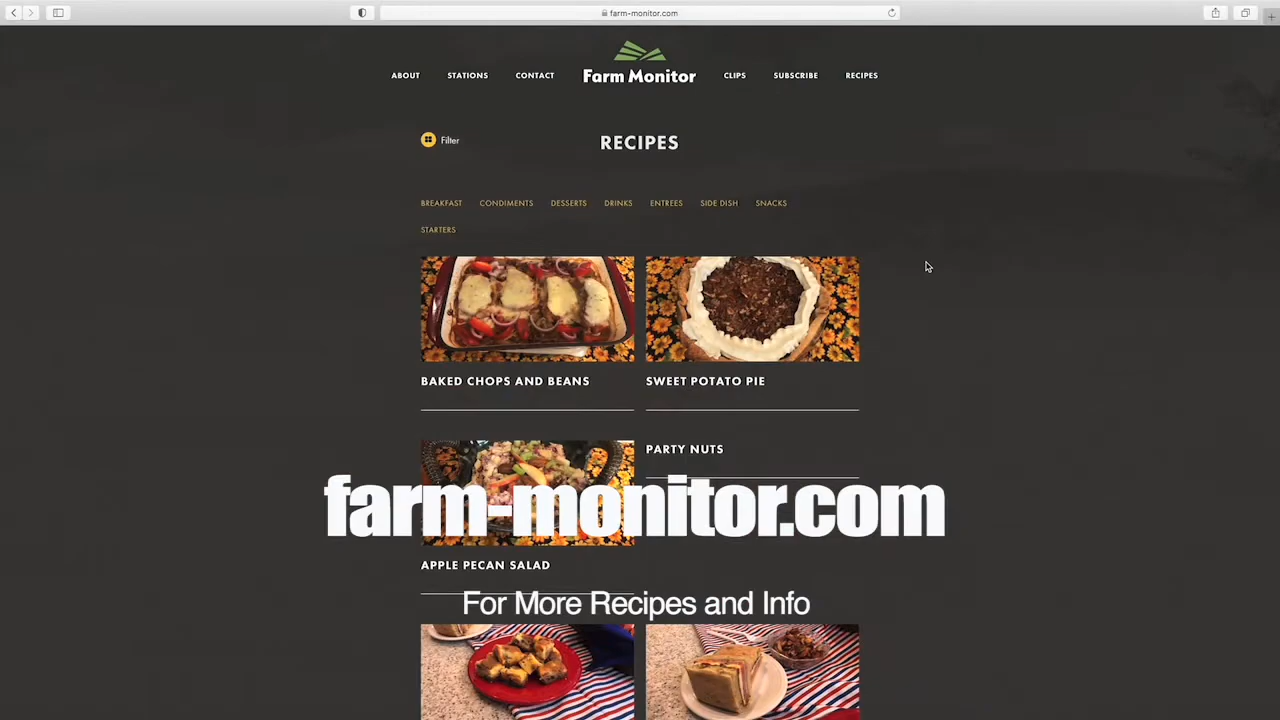 farm-monitor.com
ABOUT STATIONS CONTACT Farm Monitor CLIPS SUBSCRIBE RECIPES
Filter
RECIPES
BREAKFAST CONDIMENTS DESSERTS DRINKS ENTREES SIDE DISH SNACKS
STARTERS
BAKED CHOPS AND BEANS
SWEET POTATO PIE
PARTY NUTS
farm-monitor.com
APPLE PECAN SALAD
For More Recipes and Info